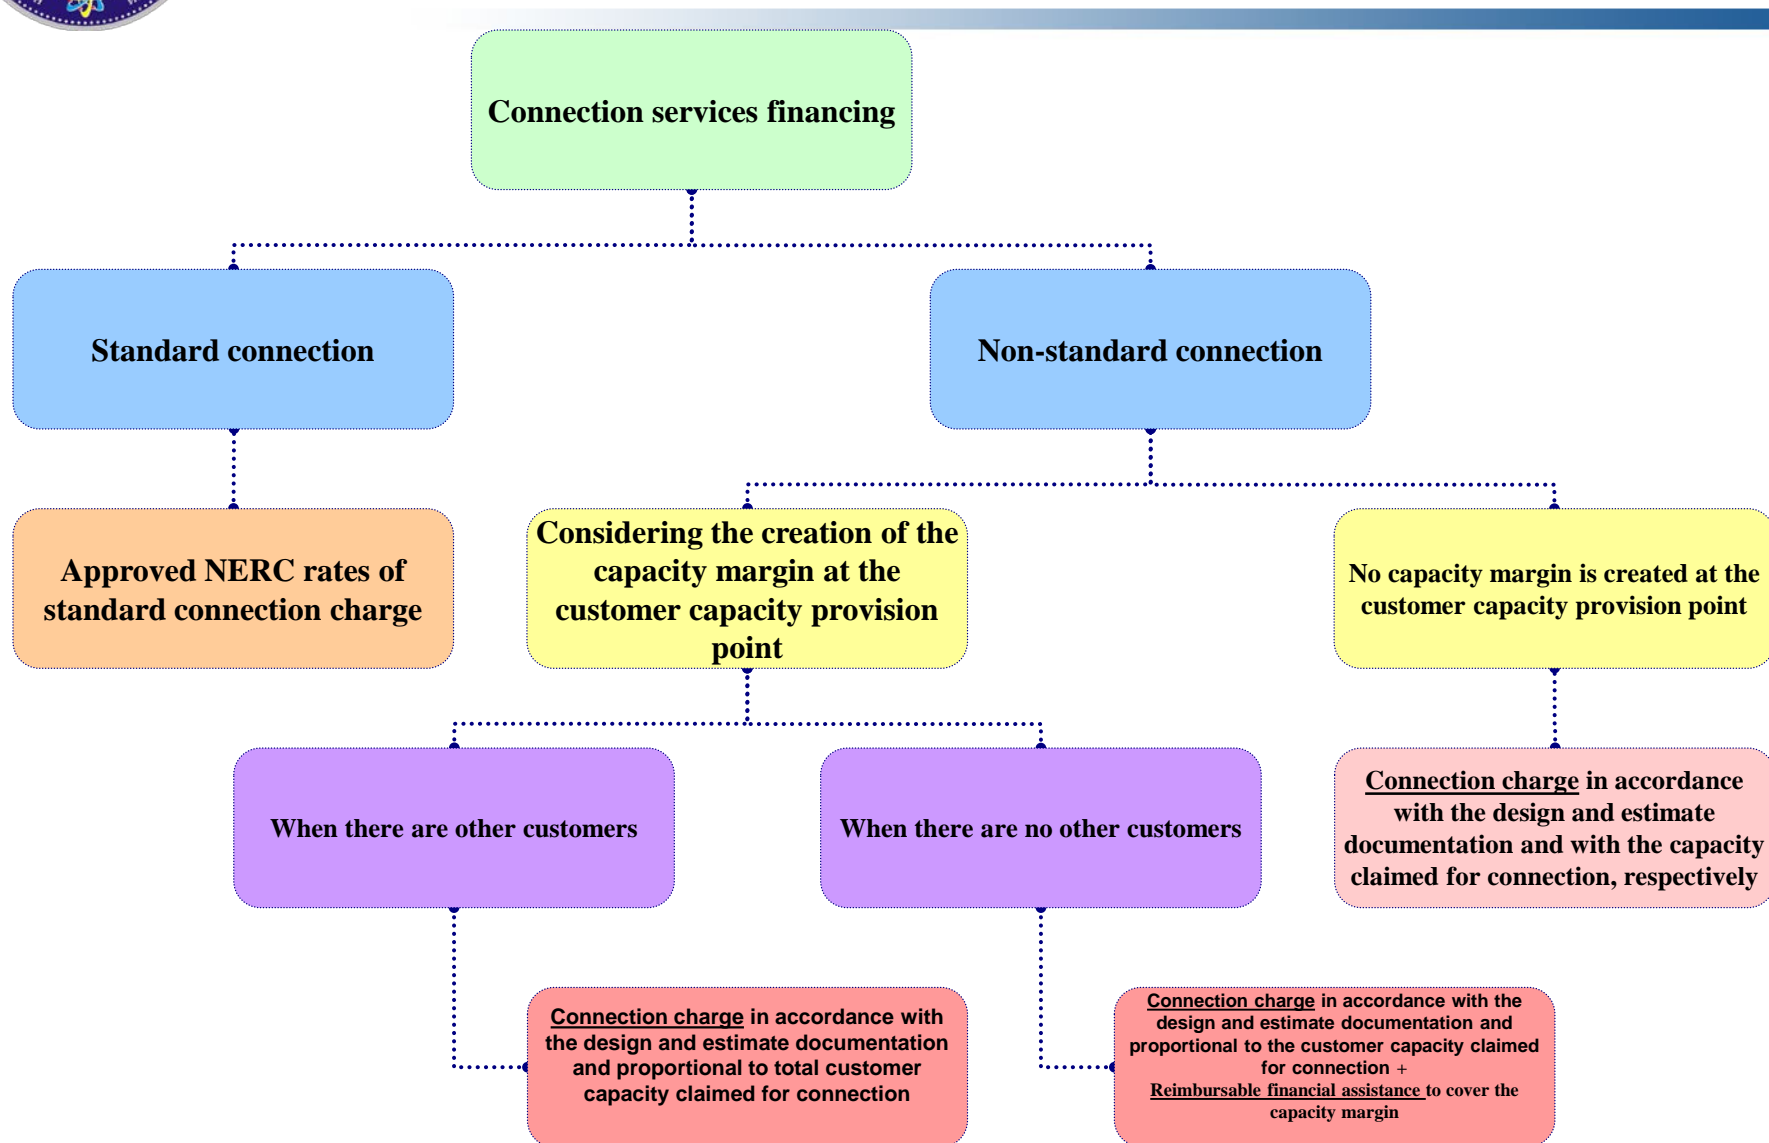 Connection services financing
Standard connection
Non-standard connection
Approved NERC rates of
standard connection charge
Considering the creation of the
capacity margin at the
customer capacity provision
point
No capacity margin is created at the
customer capacity provision point
When there are other customers
When there are no other customers
Connection charge in accordance
with the design and estimate
documentation and with the capacity
claimed for connection, respectively
Connection charge in accordance with
the design and estimate documentation
and proportional to total customer
capacity claimed for connection
Connection charge in accordance with the
design and estimate documentation and
proportional to the customer capacity claimed
for connection +
Reimbursable financial assistance to cover the
capacity margin